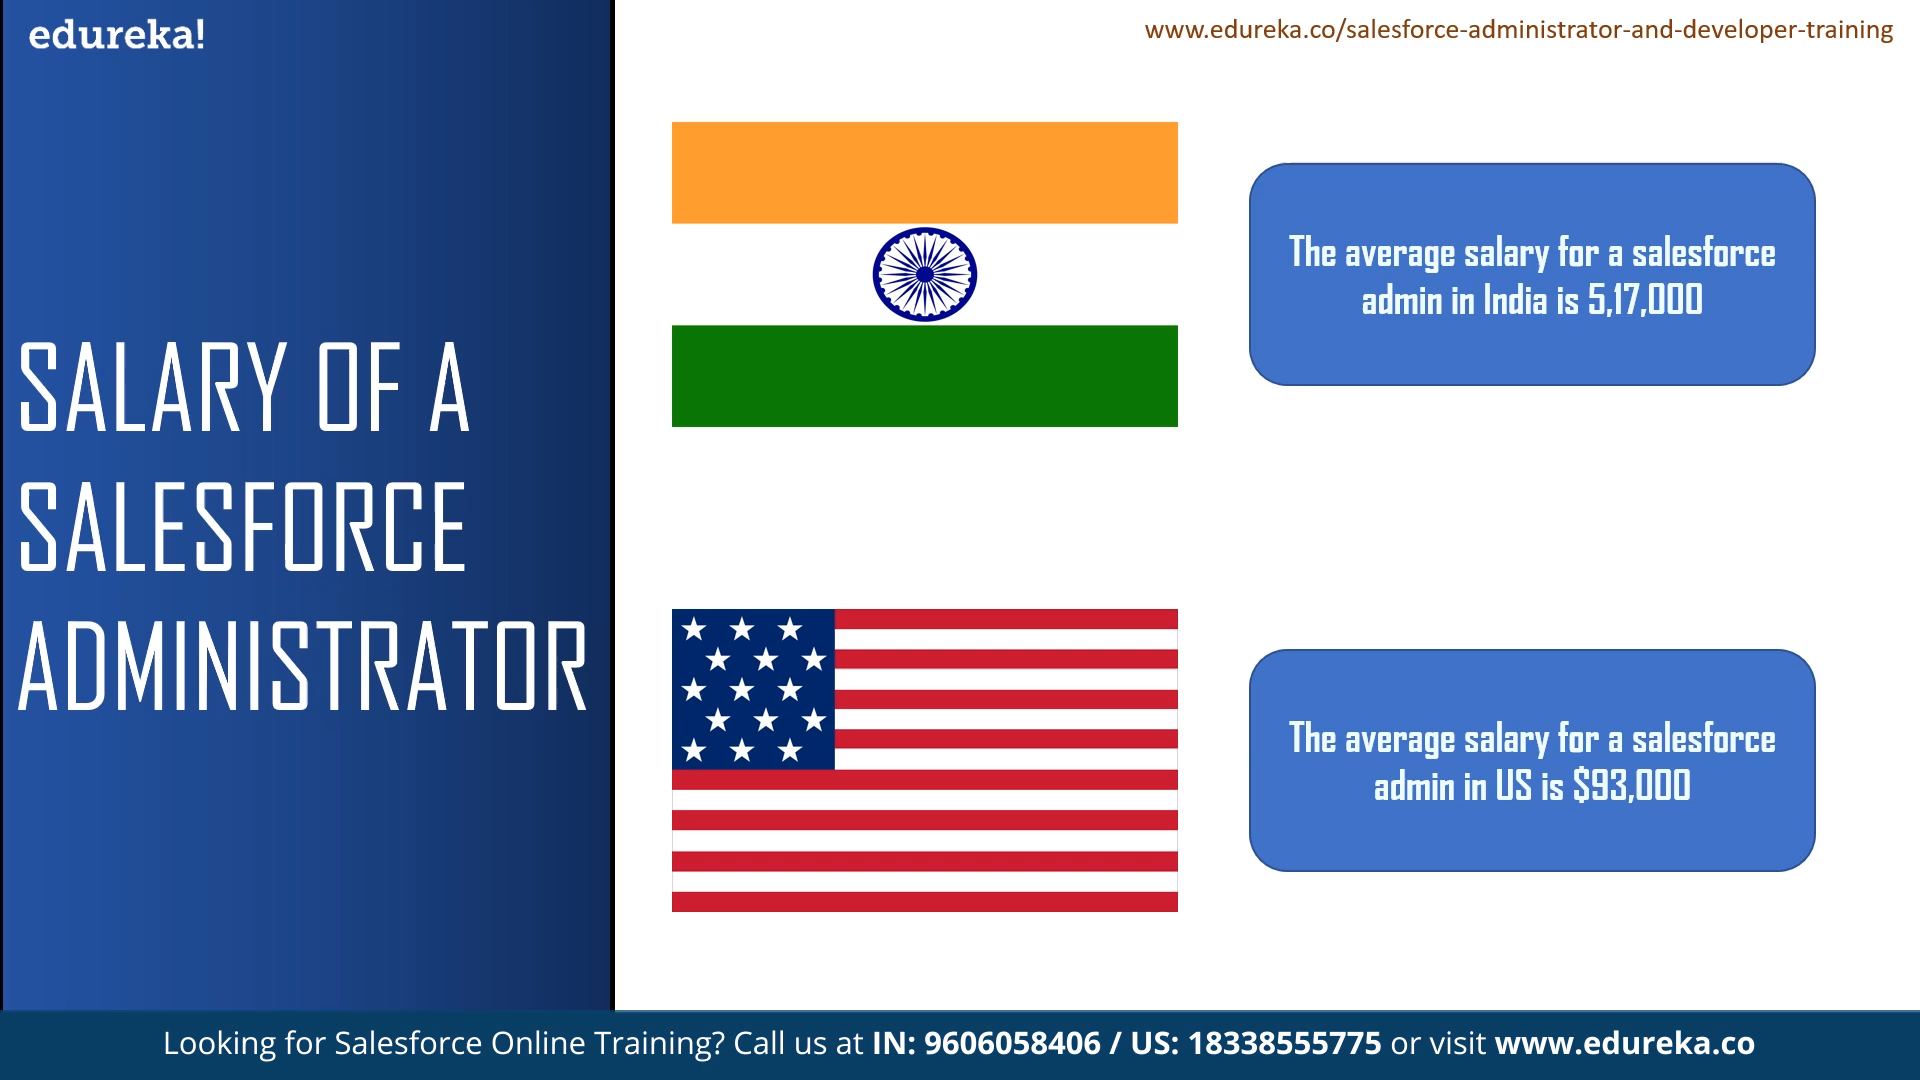 edureka!
www.edureka.co/salesforce-administrator-and-developer-training
SALARY OF A
SALESFORCE
ADMINISTRATOR
The average salary for a salesforce
admin in India is 5,17,000
The average salary for a salesforce
admin in US is $93,000
Looking for Salesforce Online Training? Call us at IN: 9606058406 / US: 18338555775 or visit www.edureka.co